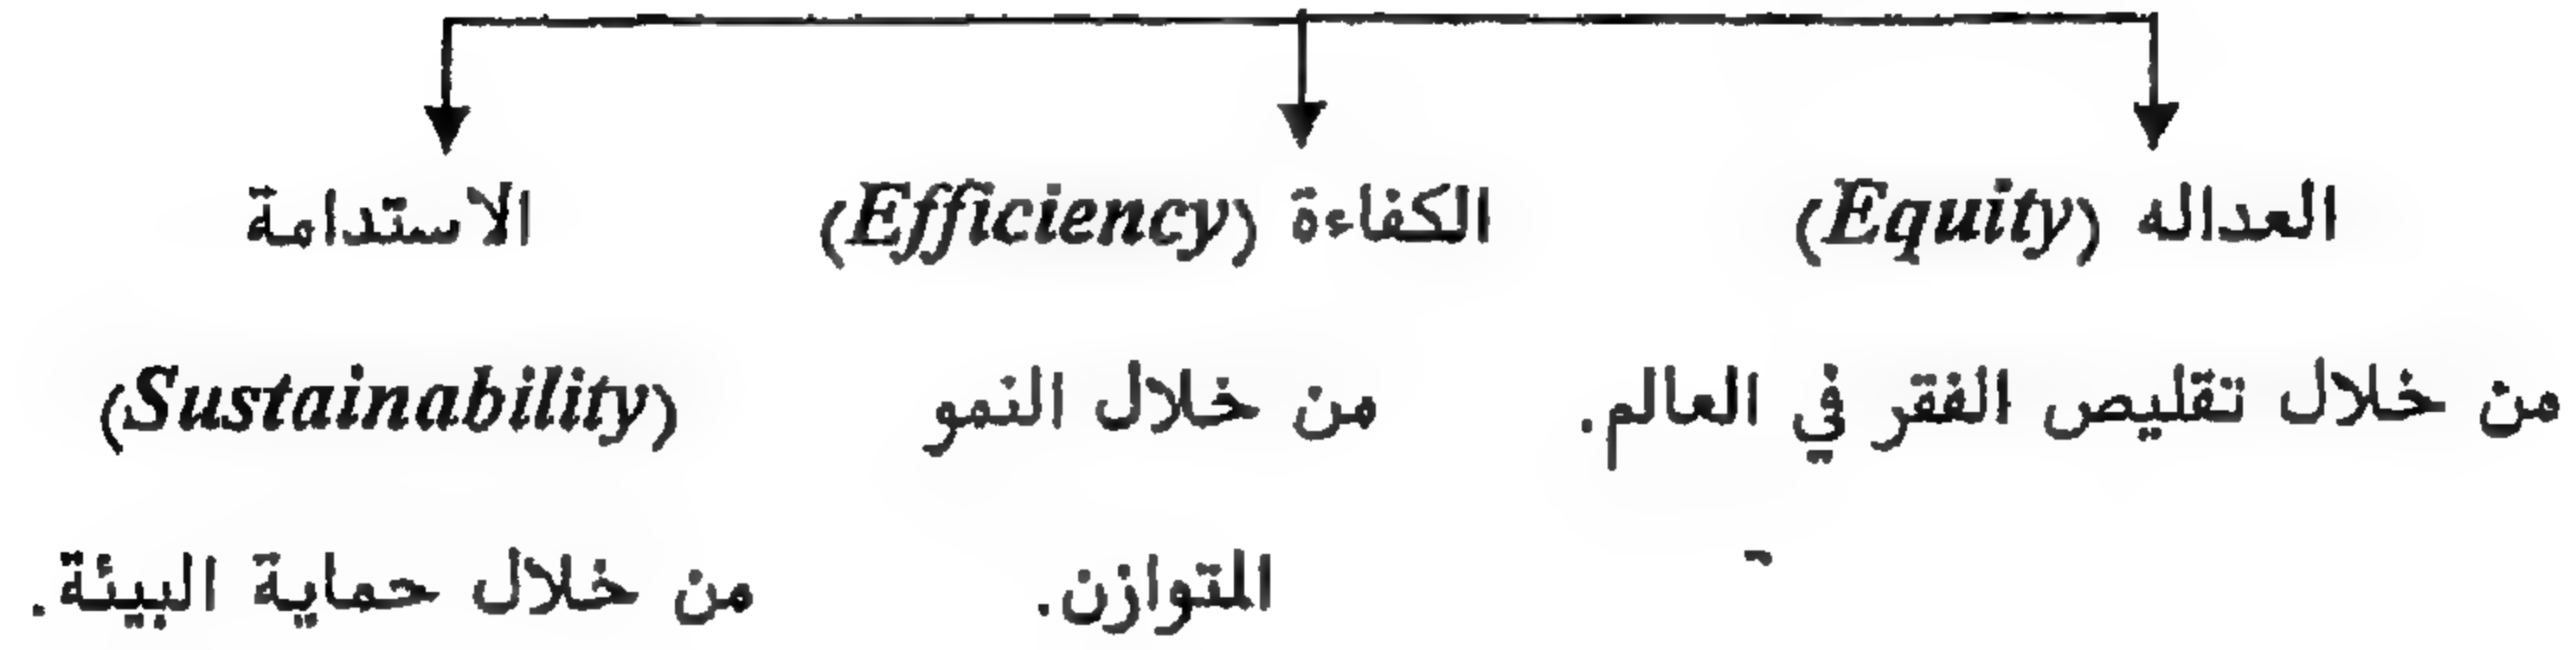 العداله (Equity)
من خلال تقليص الفقر في العالم.
الكفاءة (Efficiency)
من خلال النمو
المتوازن.
الاستدامة
(Sustainability)
من خلال حماية البيئة.